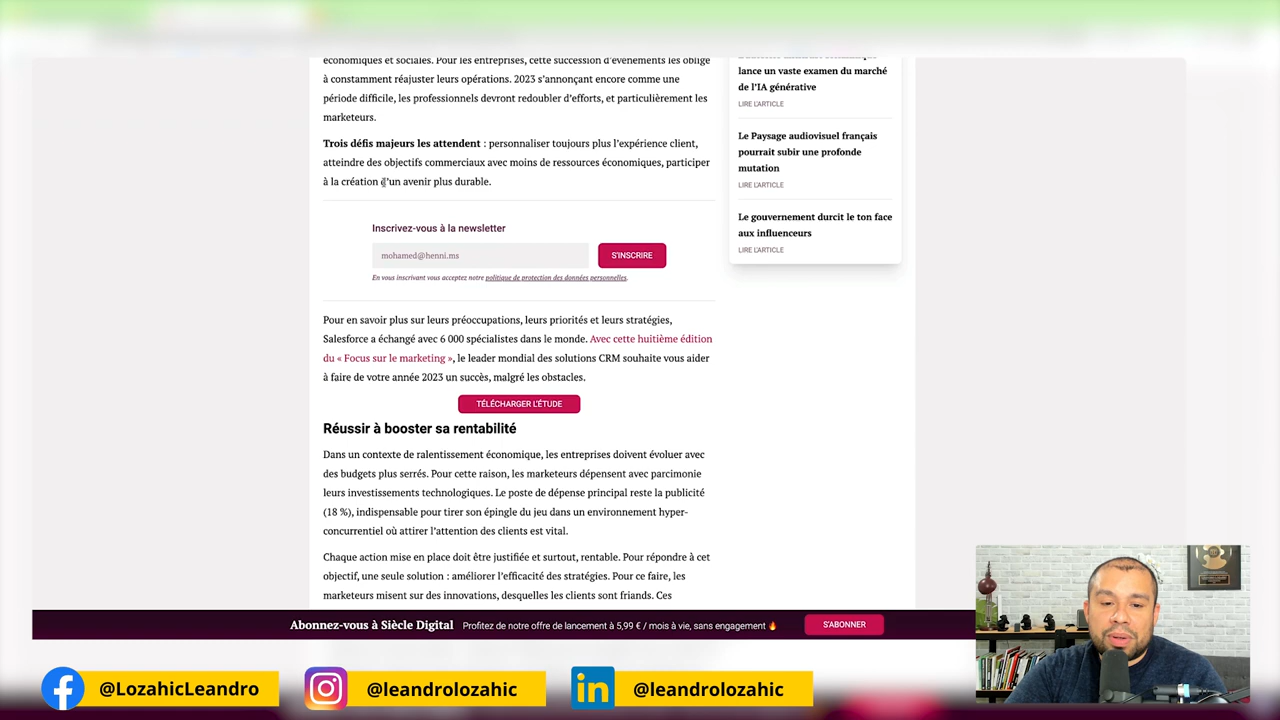 économiques et sociales. Pour les entreprises, cette succession d'événements les oblige
à constamment réajuster leurs opérations. 2023 s'annonçant encore comme une
période difficile, les professionnels devront redoubler d'efforts, et particulièrement les
marketeurs.
Trois défis majeurs les attendent : personnaliser toujours plus l'expérience client,
atteindre des objectifs commerciaux avec moins de ressources économiques, participer
à la création d'un avenir plus durable.
Inscrivez-vous à la newsletter
mohamed@henni.ms
S'INSCRIRE
En vous inscrivant vous acceptez notre politique de protection des données personnelles.
Pour en savoir plus sur leurs préoccupations, leurs priorités et leurs stratégies,
Salesforce a échangé avec 6 000 spécialistes dans le monde. Avec cette huitième édition
du « Focus sur le marketing », le leader mondial des solutions CRM souhaite vous aider
à faire de votre année 2023 un succès, malgré les obstacles.
TÉLÉCHARGER L'ÉTUDE
Réussir à booster sa rentabilité
Dans un contexte de ralentissement économique, les entreprises doivent évoluer avec
des budgets plus serrés. Pour cette raison, les marketeurs dépensent avec parcimonie
leurs investissements technologiques. Le poste de dépense principal reste la publicité
(18 %), indispensable pour tirer son épingle du jeu dans un environnement hyper-
concurrentiel où attirer l'attention des clients est vital.
Chaque action mise en place doit être justifiée et surtout, rentable. Pour répondre à cet
objectif, une seule solution : améliorer l'efficacité des stratégies. Pour ce faire, les
marketeurs misent sur des innovations, desquelles les clients sont friands. Ces
lance un vaste examen du marché
de l'IA générative
LIRE L'ARTICLE
Le Paysage audiovisuel français
pourrait subir une profonde
mutation
LIRE L'ARTICLE
Le gouvernement durcit le ton face
aux influenceurs
LIRE L'ARTICLE
Abonnez-vous à Siècle Digital Profitez de notre offre de lancement à 5,99 € / mois à vie, sans engagement 🔥
S'ABONNER
@LozahicLeandro
@leandrolozahic
in @leandrolozahic